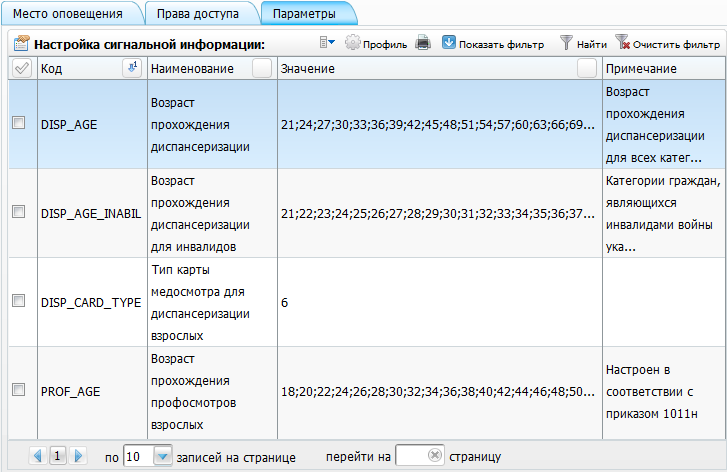 Место оповещения Права доступа Параметры
Настройка сигнальной информации: Профиль Показать фильтр Найти Очистить фильтр
Код Наименование Значение Примечание
DISP_AGE
Возраст
прохождения
диспансеризации
21;24;27;30;33;36;39;42;45;48;51;54;57;60;63;66;69...
Возраст
прохождения
диспансеризации
для всех катег...
DISP_AGE_INABIL
Возраст
прохождения
диспансеризации
для инвалидов
21;22;23;24;25;26;27;28;29;30;31;32;33;34;35;36;37...
Категории граждан,
являющихся
инвалидами войны
ука...
DISP_CARD_TYPE
Тип карты
медосмотра для
диспансеризации
взрослых
6
PROF_AGE
Возраст
прохождения
профосмотров
взрослых
18;20;22;24;26;28;30;32;34;36;38;40;42;44;46;48;50...
Настроен в
соответствии с
приказом 1011н
1 по 10 записей на странице перейти на страницу